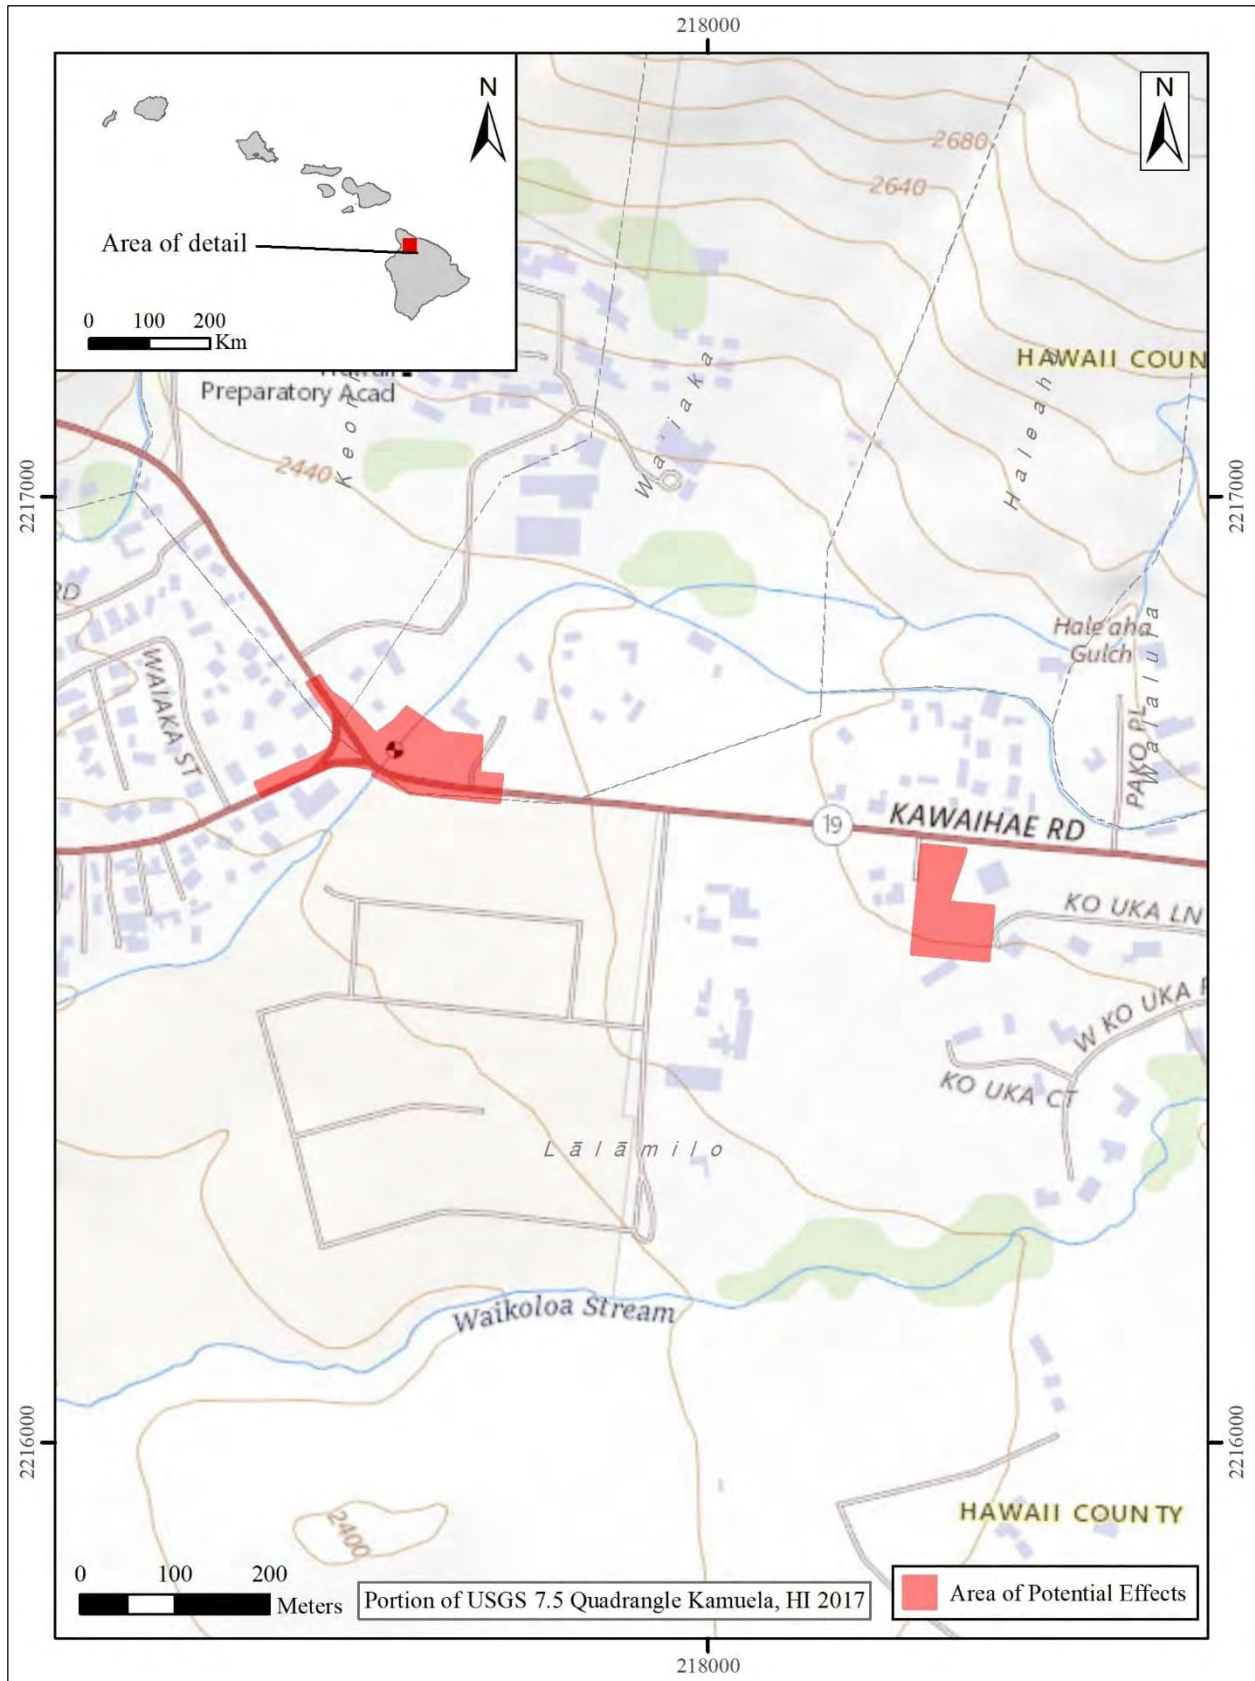 218000
N
N
Area of detail
0 100 200
Km
2680
2640
HAWAII COUN
Preparatory Acad
Wa'iaka
2440
2217000
2217000
RD
Hale'aha
Gulch
WAIAKA ST
PAKO PL
19
KAWAIHAE RD
KO UKA LN
W KO UKA
KO UKA CT
Lālāmilo
Waikoloa Stream
2216000
2216000
2400
HAWAII COUNTY
0 100 200
Meters
Portion of USGS 7.5 Quadrangle Kamuela, HI 2017
Area of Potential Effects
218000